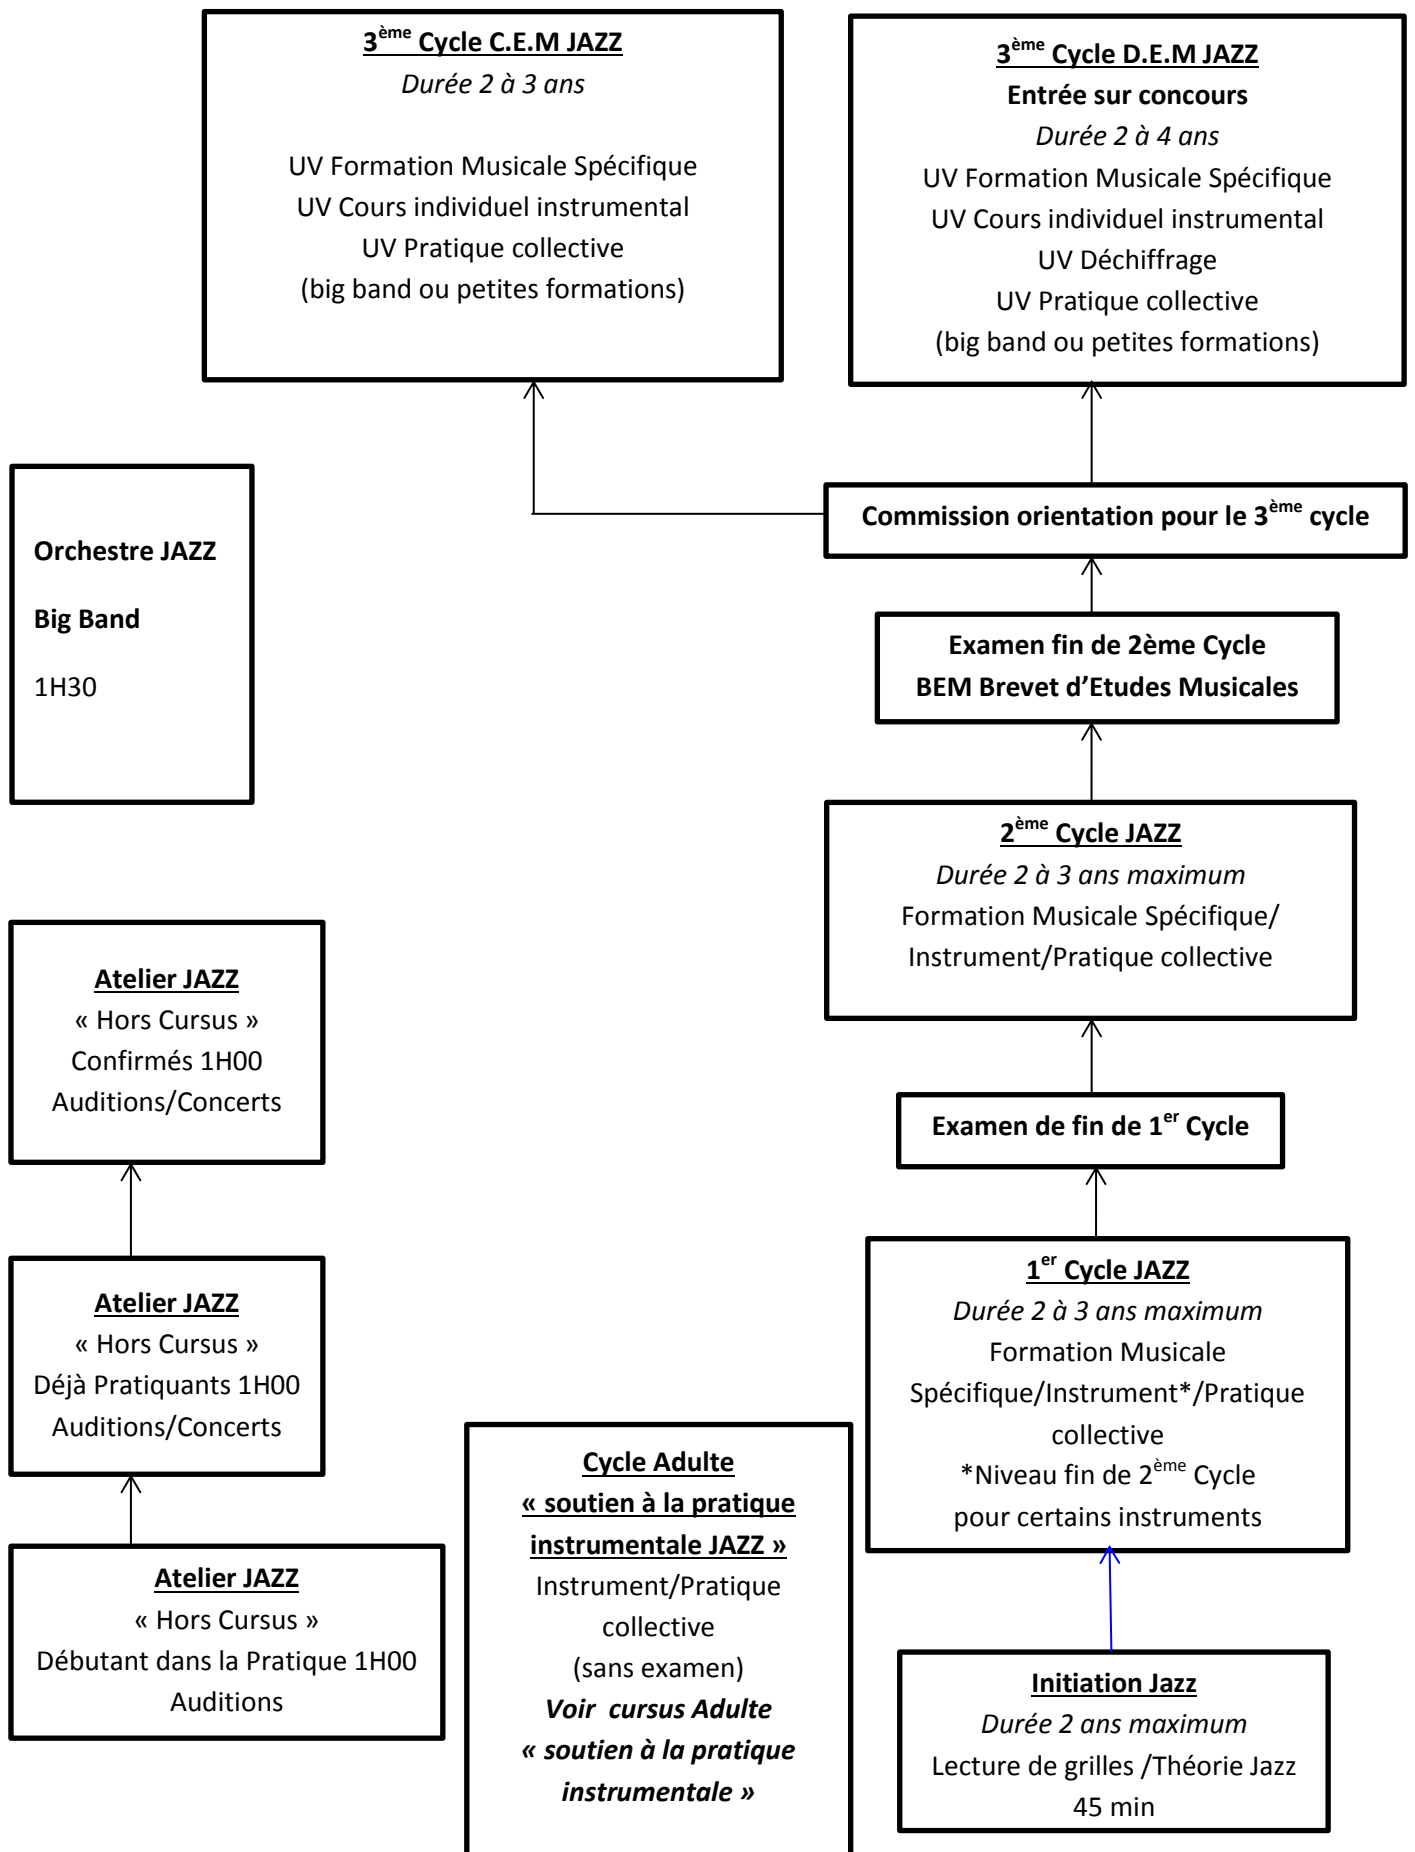 3ème Cycle C.E.M JAZZ
Durée 2 à 3 ans
UV Formation Musicale Spécifique
UV Cours individuel instrumental
UV Pratique collective
(big band ou petites formations)
3ème Cycle D.E.M JAZZ
Entrée sur concours
Durée 2 à 4 ans
UV Formation Musicale Spécifique
UV Cours individuel instrumental
UV Déchiffrage
UV Pratique collective
(big band ou petites formations)
Orchestre JAZZ
Big Band
1H30
Commission orientation pour le 3ème cycle
Examen fin de 2ème Cycle
BEM Brevet d’Etudes Musicales
2ème Cycle JAZZ
Durée 2 à 3 ans maximum
Formation Musicale Spécifique/
Instrument/Pratique collective
Atelier JAZZ
« Hors Cursus »
Confirmés 1H00
Auditions/Concerts
Examen de fin de 1er Cycle
Atelier JAZZ
« Hors Cursus »
Déjà Pratiquants 1H00
Auditions/Concerts
1er Cycle JAZZ
Durée 2 à 3 ans maximum
Formation Musicale
Spécifique/Instrument*/Pratique
collective
*Niveau fin de 2ème Cycle
pour certains instruments
Atelier JAZZ
« Hors Cursus »
Débutant dans la Pratique 1H00
Auditions
Cycle Adulte
« soutien à la pratique
instrumentale JAZZ »
Instrument/Pratique
collective
(sans examen)
Voir cursus Adulte
« soutien à la pratique
instrumentale »
Initiation Jazz
Durée 2 ans maximum
Lecture de grilles /Théorie Jazz
45 min